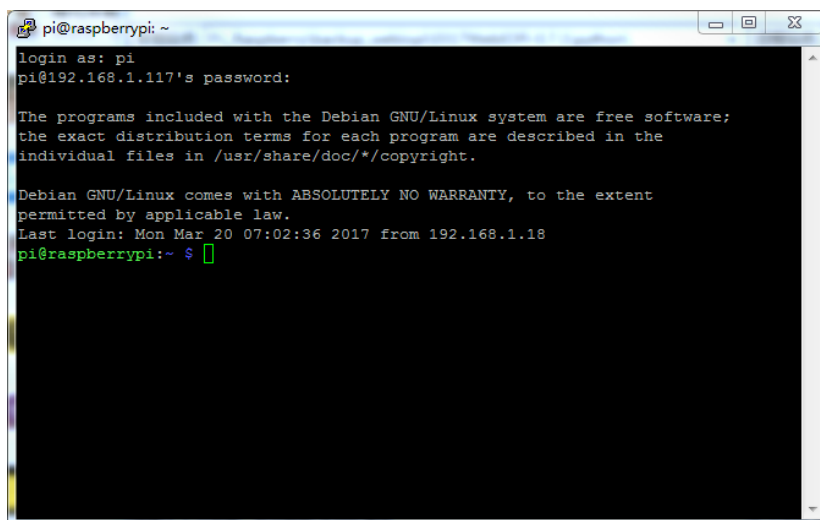 pi@raspberrypi: ~
login as: pi
pi@192.168.1.117's password:
The programs included with the Debian GNU/Linux system are free software;
the exact distribution terms for each program are described in the
individual files in /usr/share/doc/*/copyright.
Debian GNU/Linux comes with ABSOLUTELY NO WARRANTY, to the extent
permitted by applicable law.
Last login: Mon Mar 20 07:02:36 2017 from 192.168.1.18
pi@raspberrypi:~ $